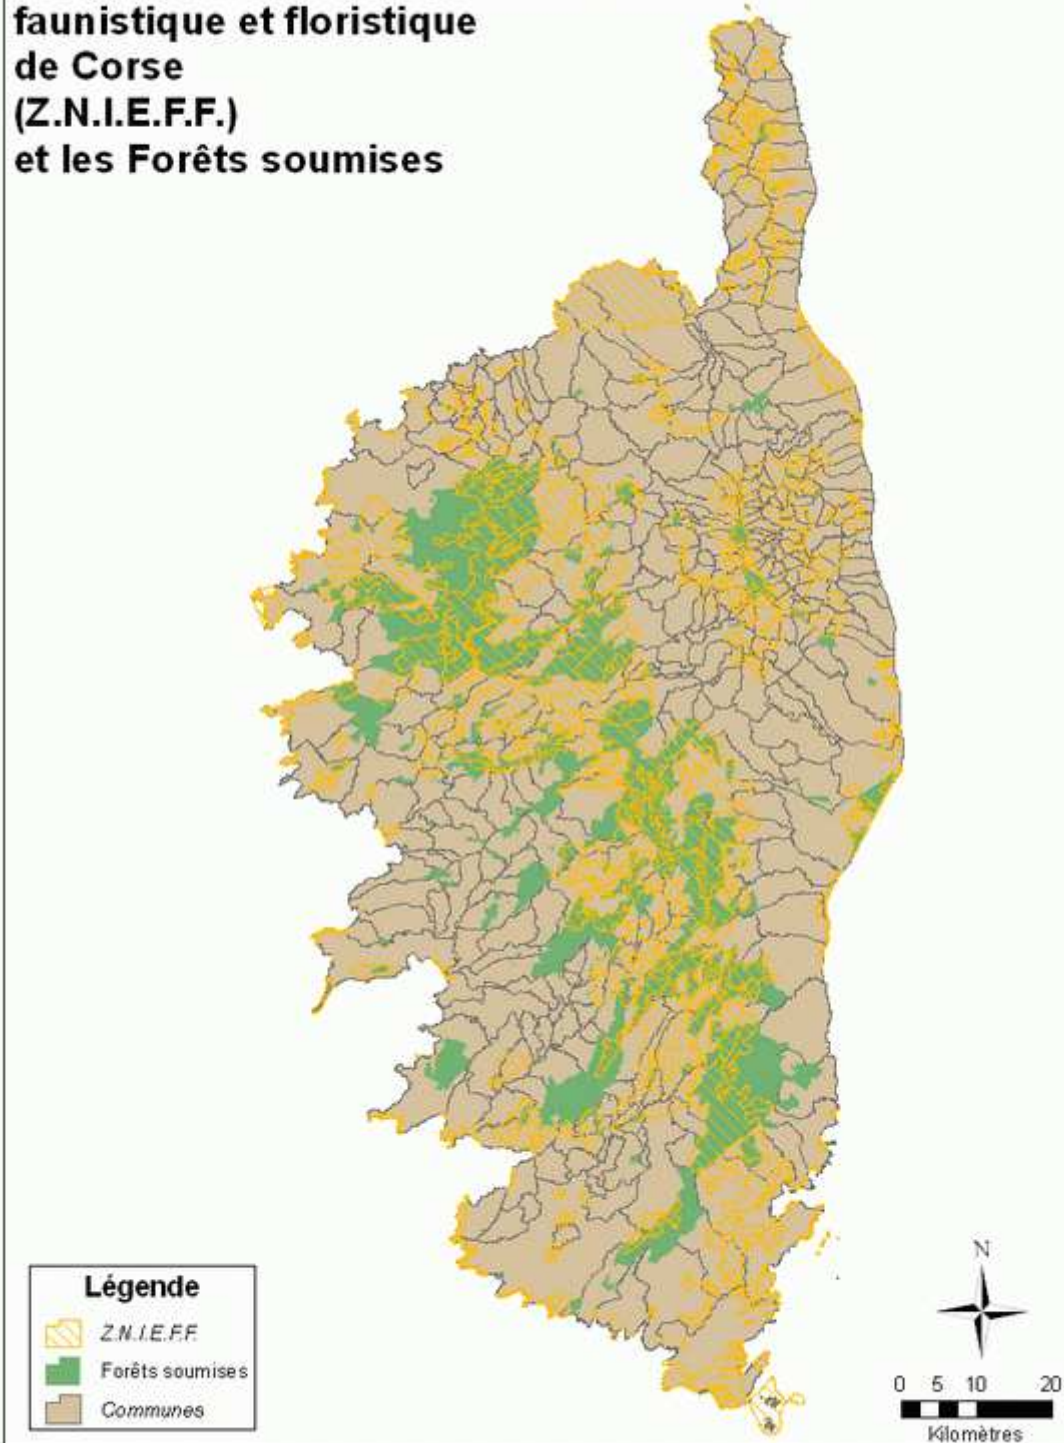 faunistique et floristique
de Corse
(Z.N.I.E.F.F.)
et les Forêts soumises
Légende
Z.N.I.E.F.F.
Forêts soumises
Communes
N
0 5 10 20
Kilomètres